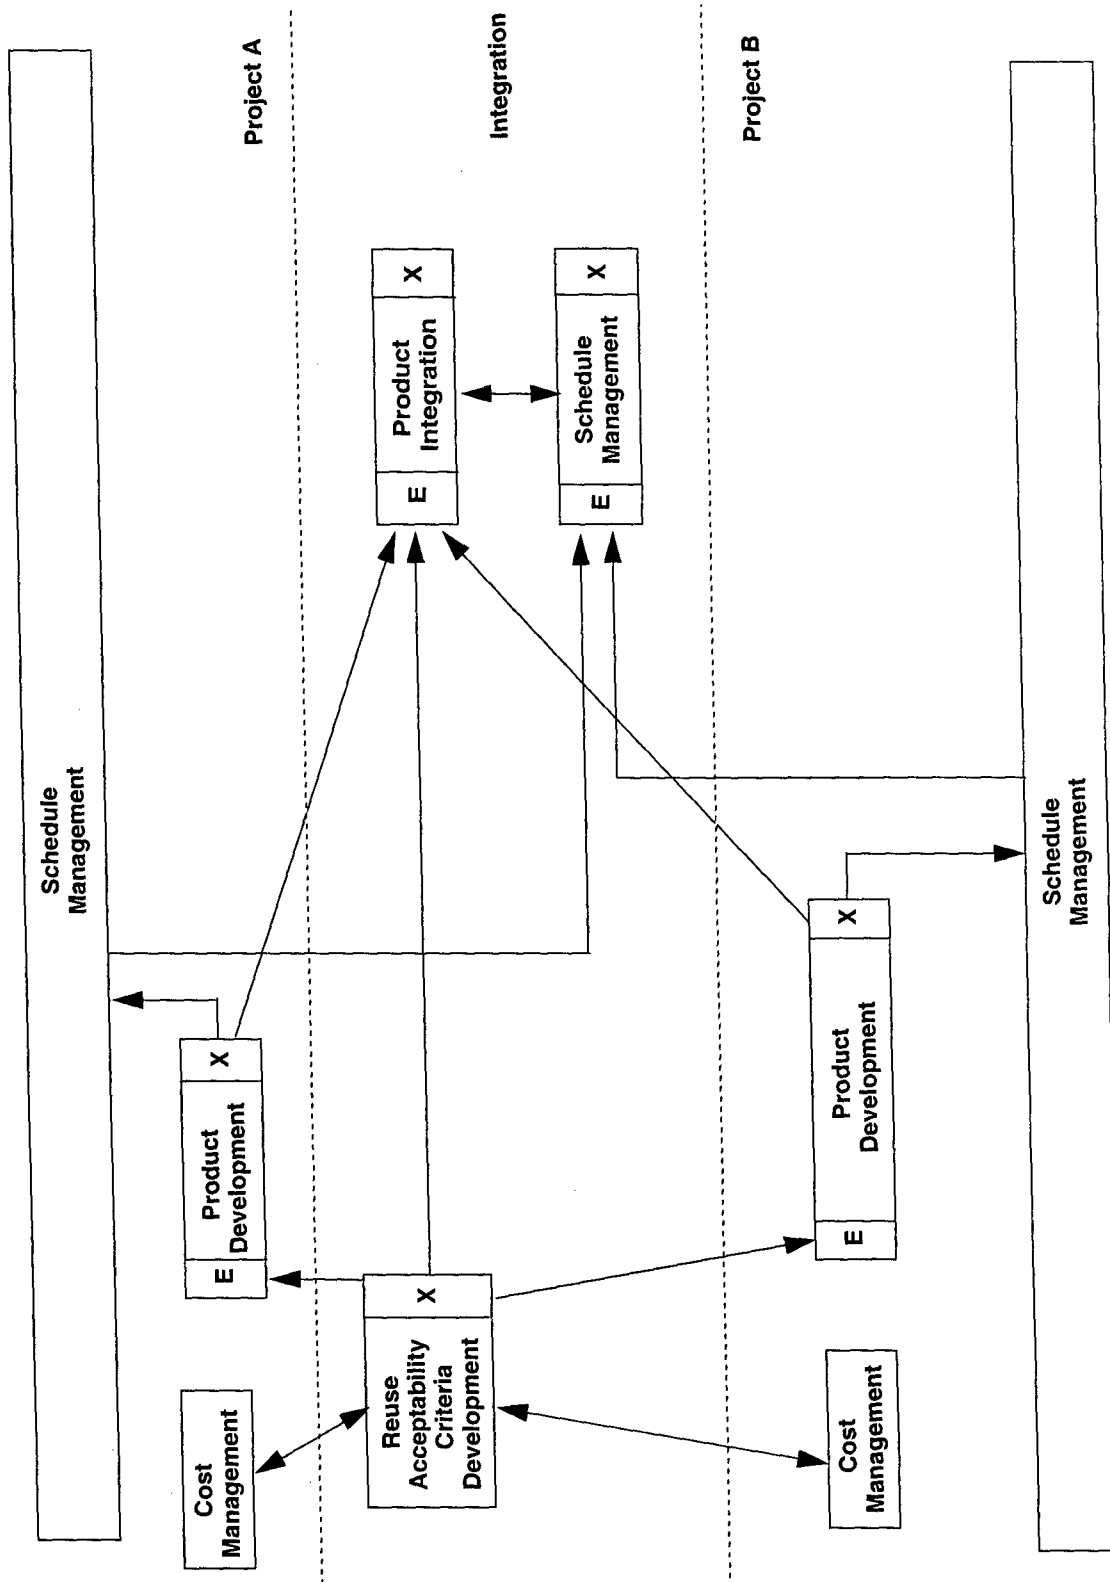 Schedule
Management
Project A
Cost
Management
E
Product
Development
X
Integration
Reuse
Acceptability
Criteria
Development
X
E
Product
Integration
X
E
Schedule
Management
X
Project B
Cost
Management
E
Product
Development
X
Schedule
Management